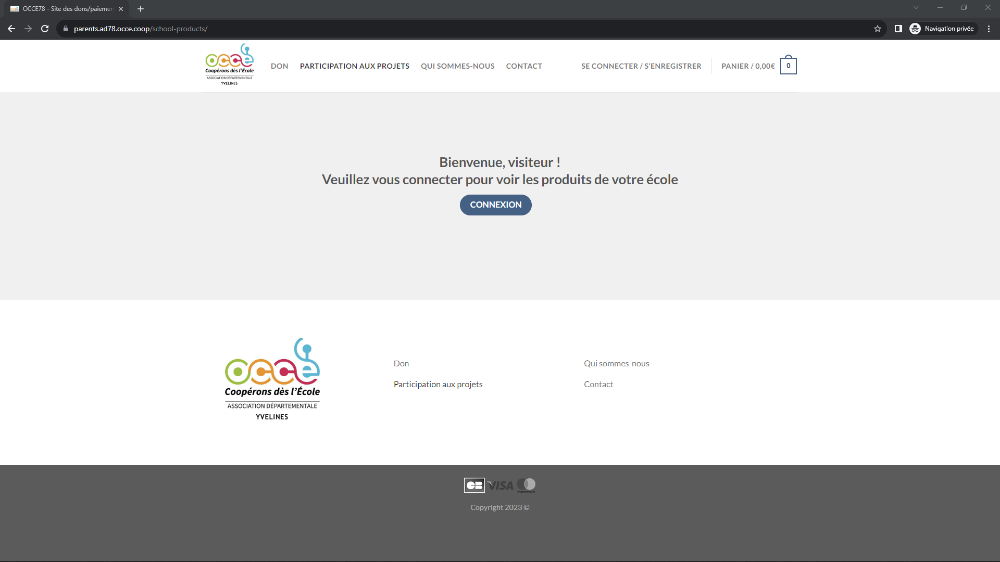 OCCE78 - Site des dons/paiemen
parents.ad78.occe.coop/school-products/
Navigation privée
occe
Coopérons dès l'École
ASSOCIATION DÉPARTEMENTALE
YVELINES
DON
PARTICIPATION AUX PROJETS
QUI SOMMES-NOUS
CONTACT
SE CONNECTER / S'ENREGISTRER
PANIER / 0,00€
0
Bienvenue, visiteur !
Veuillez vous connecter pour voir les produits de votre école
CONNEXION
occe
Coopérons dès l'École
ASSOCIATION DÉPARTEMENTALE
YVELINES
Don
Participation aux projets
Qui sommes-nous
Contact
CB VISA mastercard
Copyright 2023 ©